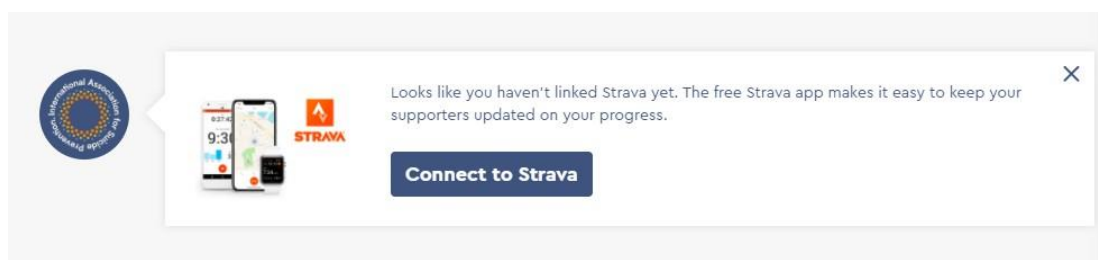 International Association for Suicide Prevention
9:30
STRAVA
Looks like you haven't linked Strava yet. The free Strava app makes it easy to keep your
supporters updated on your progress.
Connect to Strava